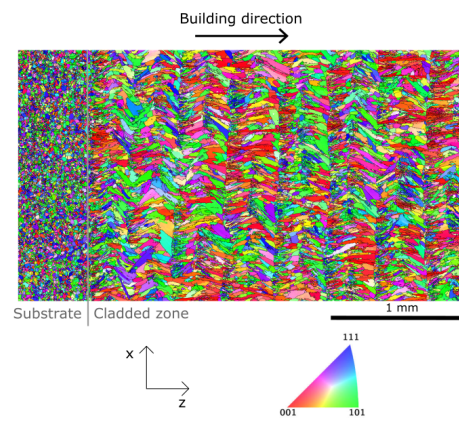 Building direction
Substrate
Cladded zone
1 mm
x
z
111
001
101